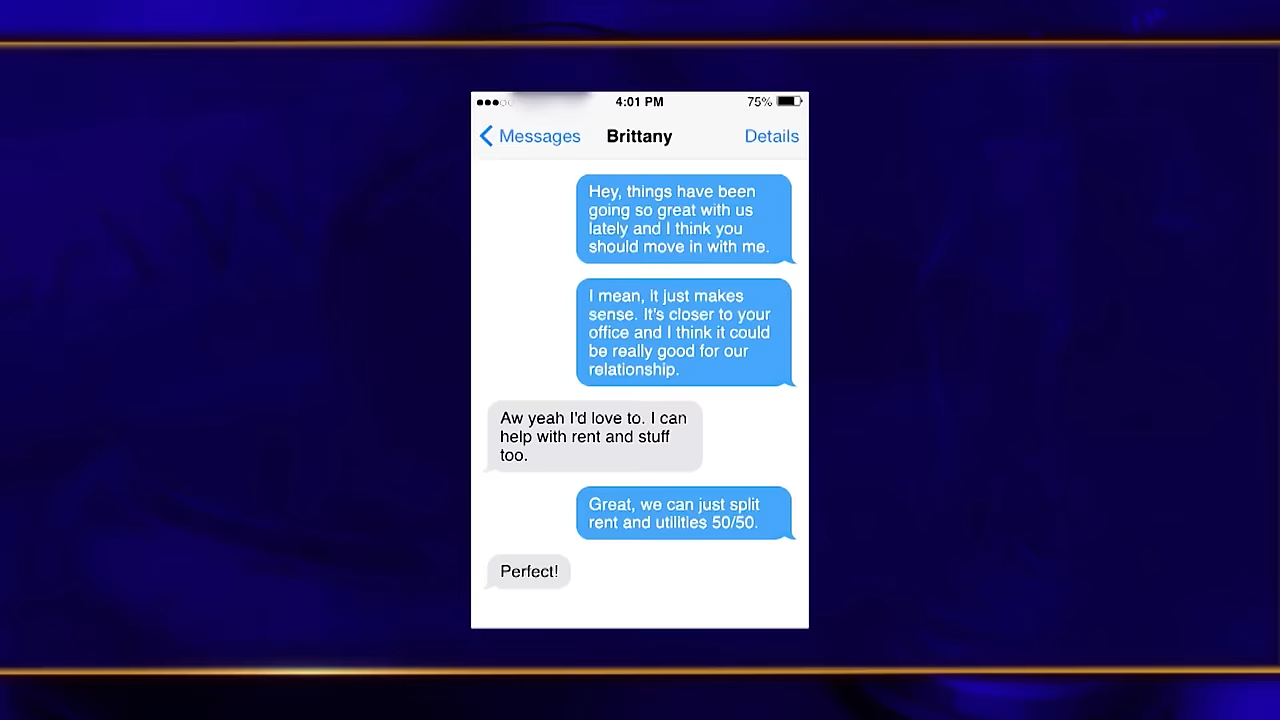 4:01 PM 75%
Messages Brittany Details
Hey, things have been
going so great with us
lately and I think you
should move in with me.
I mean, it just makes
sense. It's closer to your
office and I think it could
be really good for our
relationship.
Aw yeah I'd love to. I can
help with rent and stuff
too.
Great, we can just split
rent and utilities 50/50.
Perfect!